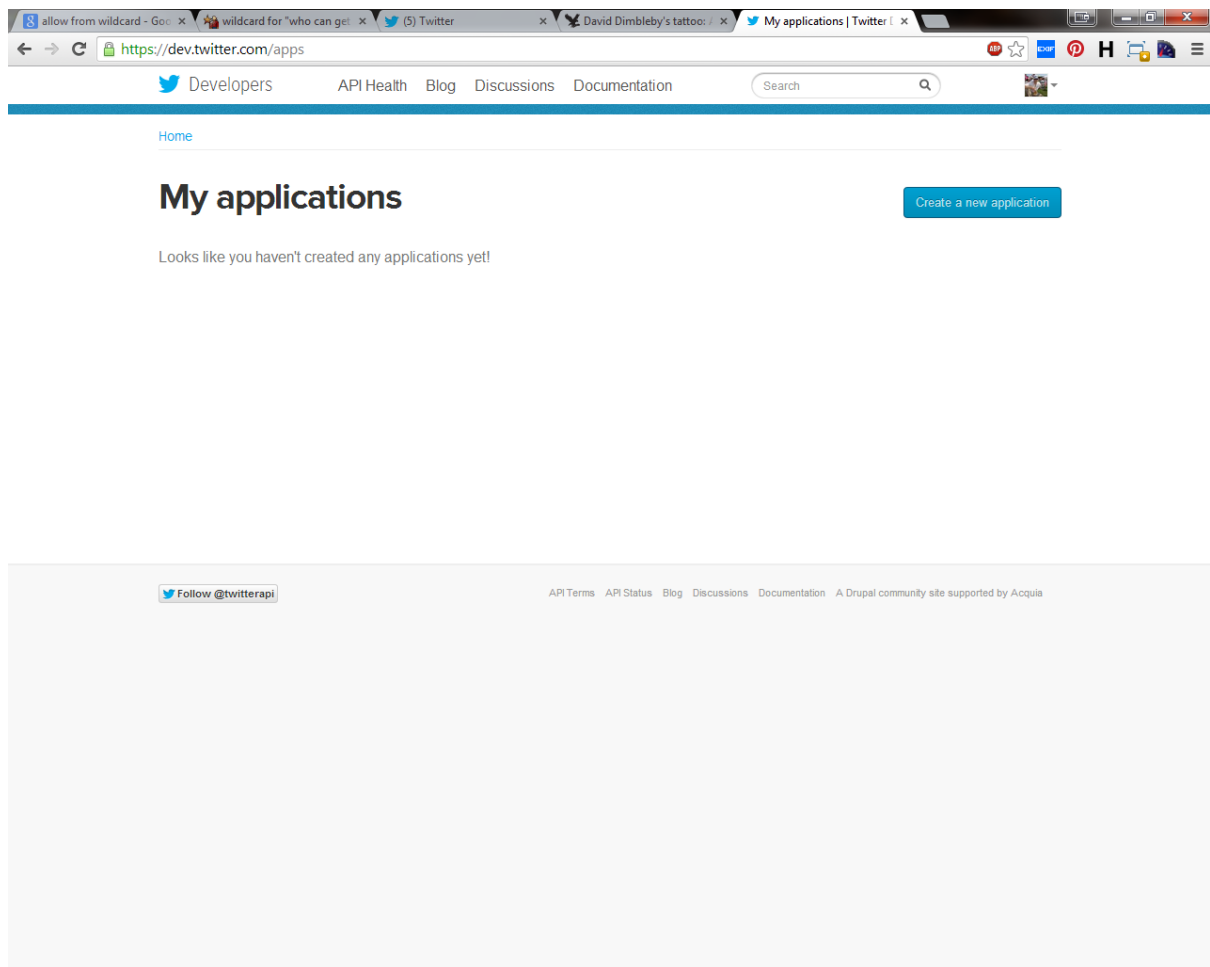 allow from wildcard - Goo
wildcard for "who can get
(5) Twitter
David Dimbleby's tattoo: A
My applications | Twitter D
https://dev.twitter.com/apps
ABP
EXIF
H
Developers
API Health
Blog
Discussions
Documentation
Search
Home
My applications
Create a new application
Looks like you haven't created any applications yet!
Follow @twitterapi
API Terms
API Status
Blog
Discussions
Documentation
A Drupal community site supported by Acquia